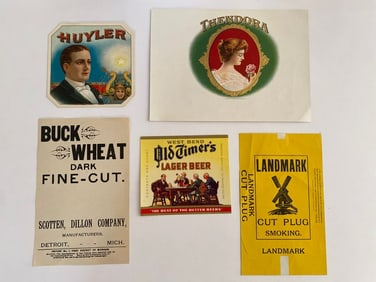 HUYLER
THENDORA
BUCK
WHEAT
DARK
FINE-CUT.
SCOTTEN, DILLON COMPANY,
MANUFACTURERS,
DETROIT, - - MICH.
WEST BEND
Old Timer's
LAGER BEER
LANDMARK
CUT PLUG
SMOKING.
LANDMARK
LANDMARK
CUT PLUG